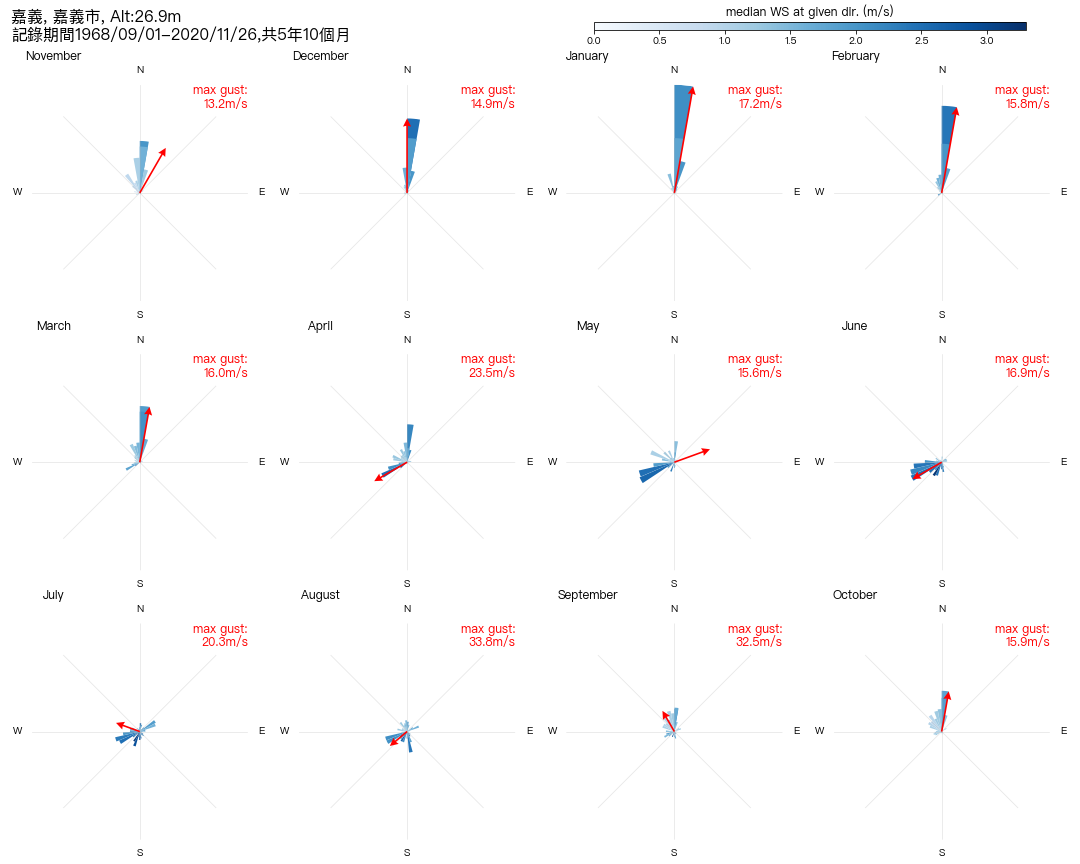 嘉義, 嘉義市, Alt:26.9m
記錄期間1968/09/01–2020/11/26,共5年10個月
median WS at given dir. (m/s)
0.0 0.5 1.0 1.5 2.0 2.5 3.0
November
N
W
E
S
max gust:
13.2m/s
December
N
W
E
max gust:
14.9m/s
January
N
W
E
max gust:
17.2m/s
February
N
W
E
S
max gust:
15.8m/s
March
N
W
E
S
max gust:
16.0m/s
April
N
W
E
max gust:
23.5m/s
May
N
W
E
max gust:
15.6m/s
June
N
W
E
S
max gust:
16.9m/s
July
N
W
E
S
max gust:
20.3m/s
August
N
W
E
S
max gust:
33.8m/s
September
N
W
E
S
max gust:
32.5m/s
October
N
W
E
S
max gust:
15.9m/s